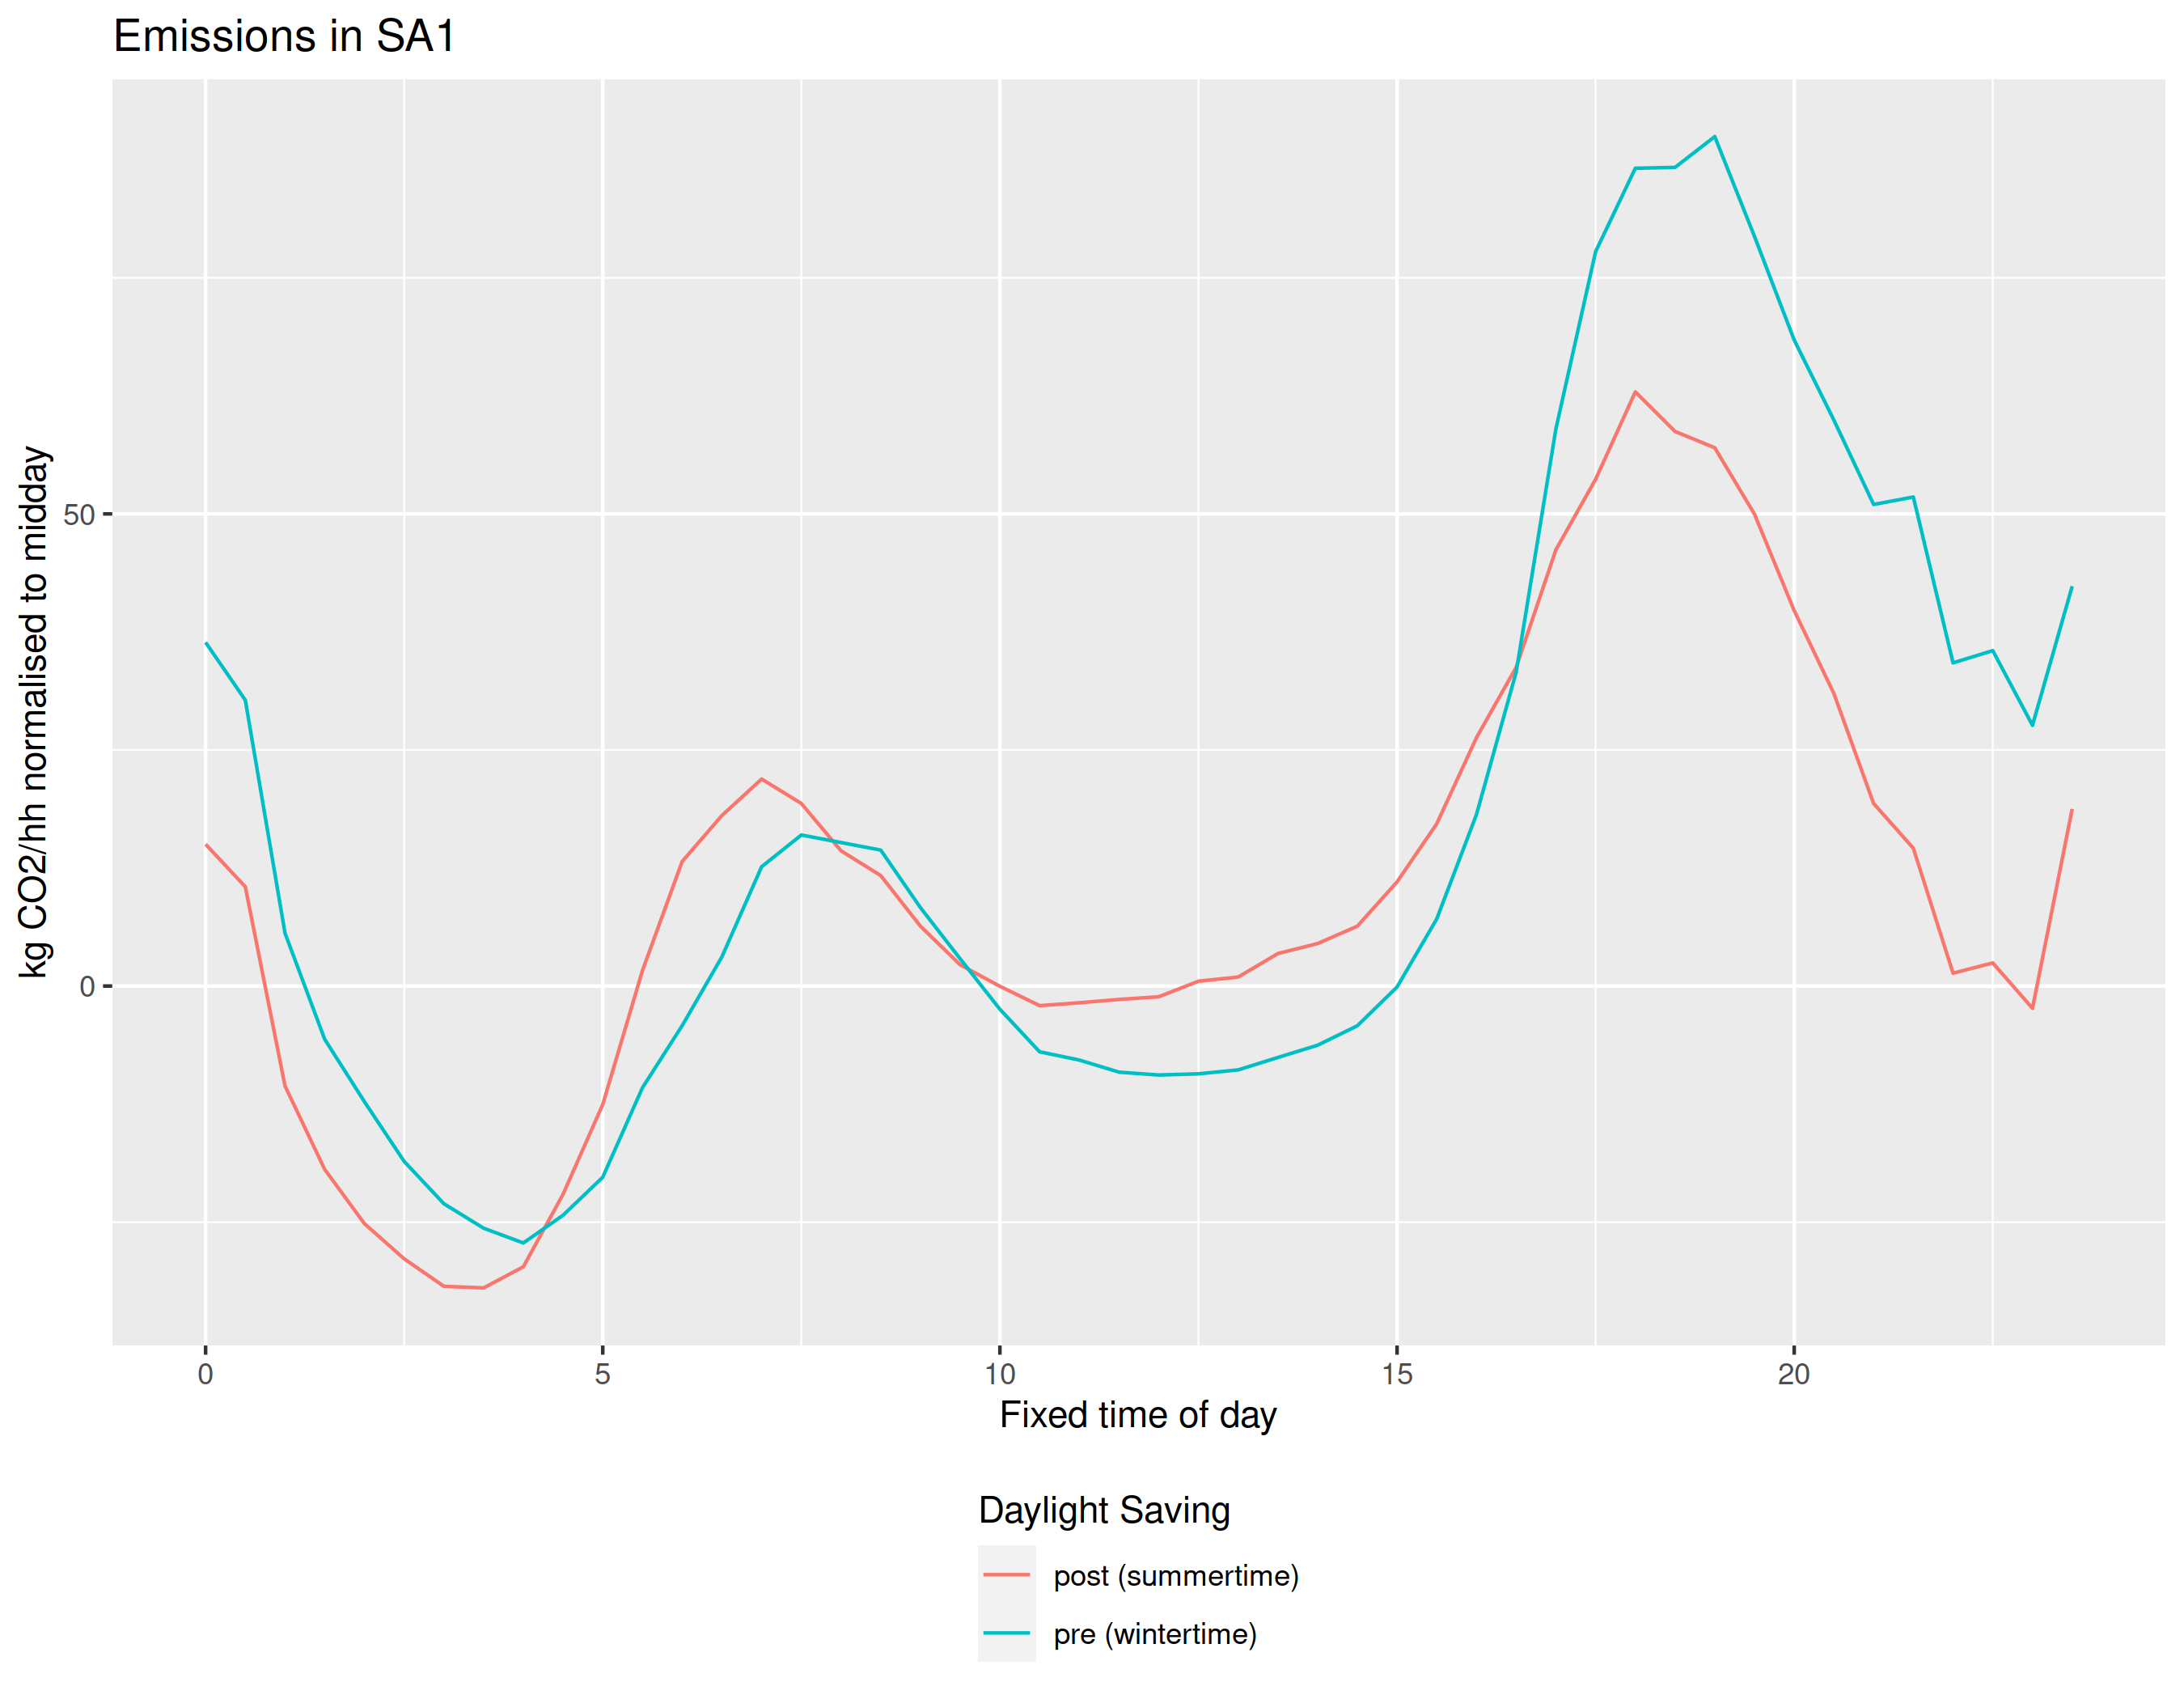 Emissions in SA1
kg CO2/hh normalised to midday
50
0
0
5
10
15
20
Fixed time of day
Daylight Saving
post (summertime)
pre (wintertime)